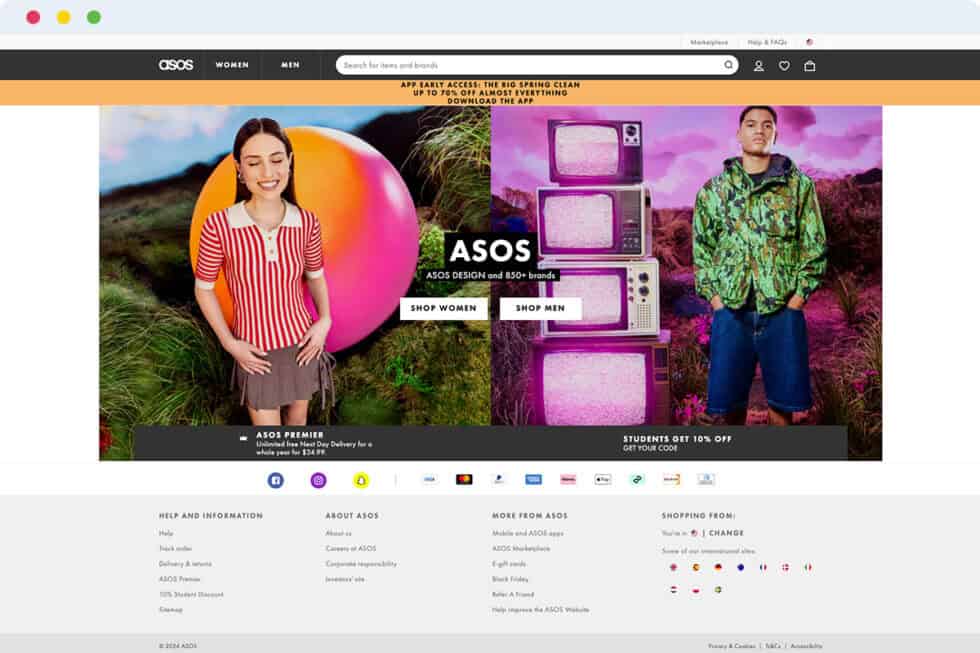 Marketplace
Help & FAQs
asos
WOMEN
MEN
Search for items and brands
APP EARLY ACCESS: THE BIG SPRING CLEAN
UP TO 70% OFF ALMOST EVERYTHING
DOWNLOAD THE APP
ASOS
ASOS DESIGN and 850+ brands
SHOP WOMEN
SHOP MEN
ASOS PREMIER
Unlimited free Next Day Delivery for a
whole year for $34.99.
STUDENTS GET 10% OFF
GET YOUR CODE
VISA
Klarna.
Pay
HELP AND INFORMATION
Help
Track order
Delivery & returns
ASOS Premier
10% Student Discount
Sitemap
ABOUT ASOS
About us
Careers at ASOS
Corporate responsibility
Investors' site
MORE FROM ASOS
Mobile and ASOS apps
ASOS Marketplace
E-gift cards
Black Friday
Refer A Friend
Help improve the ASOS Website
SHOPPING FROM:
You're in | CHANGE
Some of our international sites:
© 2024 ASOS
Privacy & Cookies | Ts&Cs | Accessibility